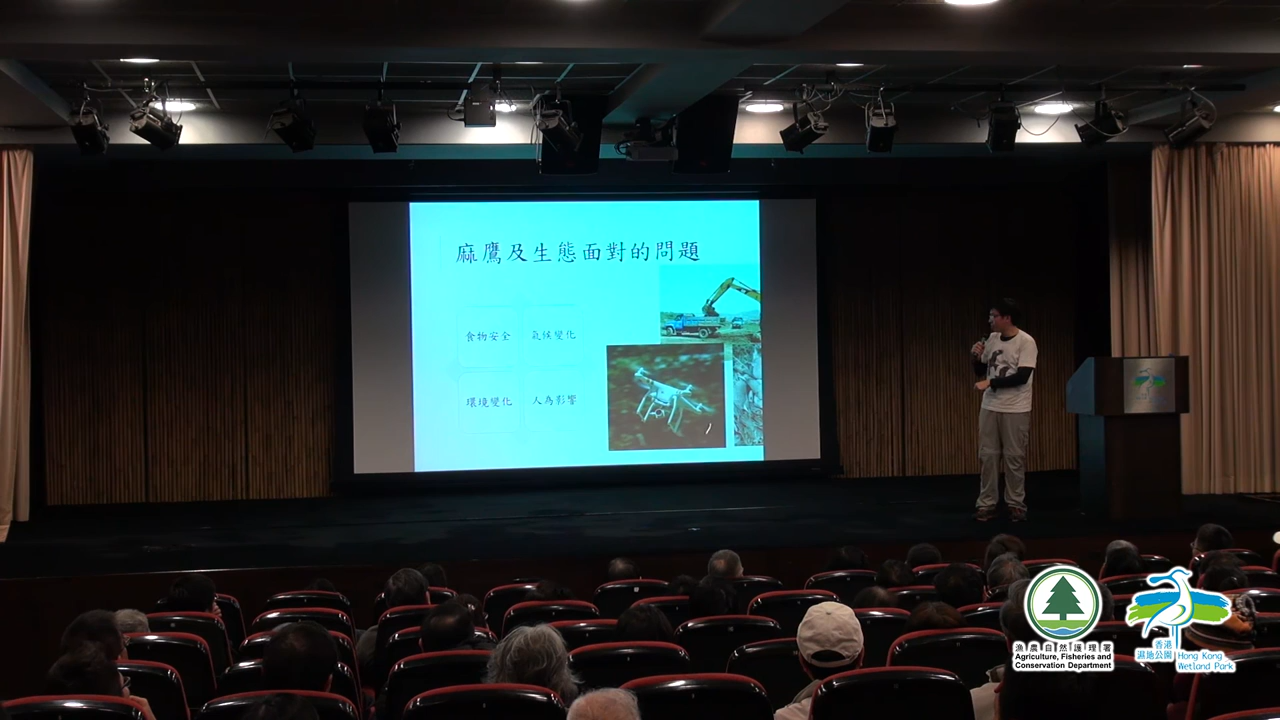 麻鷹及生態面對的問題
食物安全
氣候變化
環境變化
人為影響
漁農自然護理署
Agriculture, Fisheries and
Conservation Department
香港
濕地公園
Hong Kong
Wetland Park